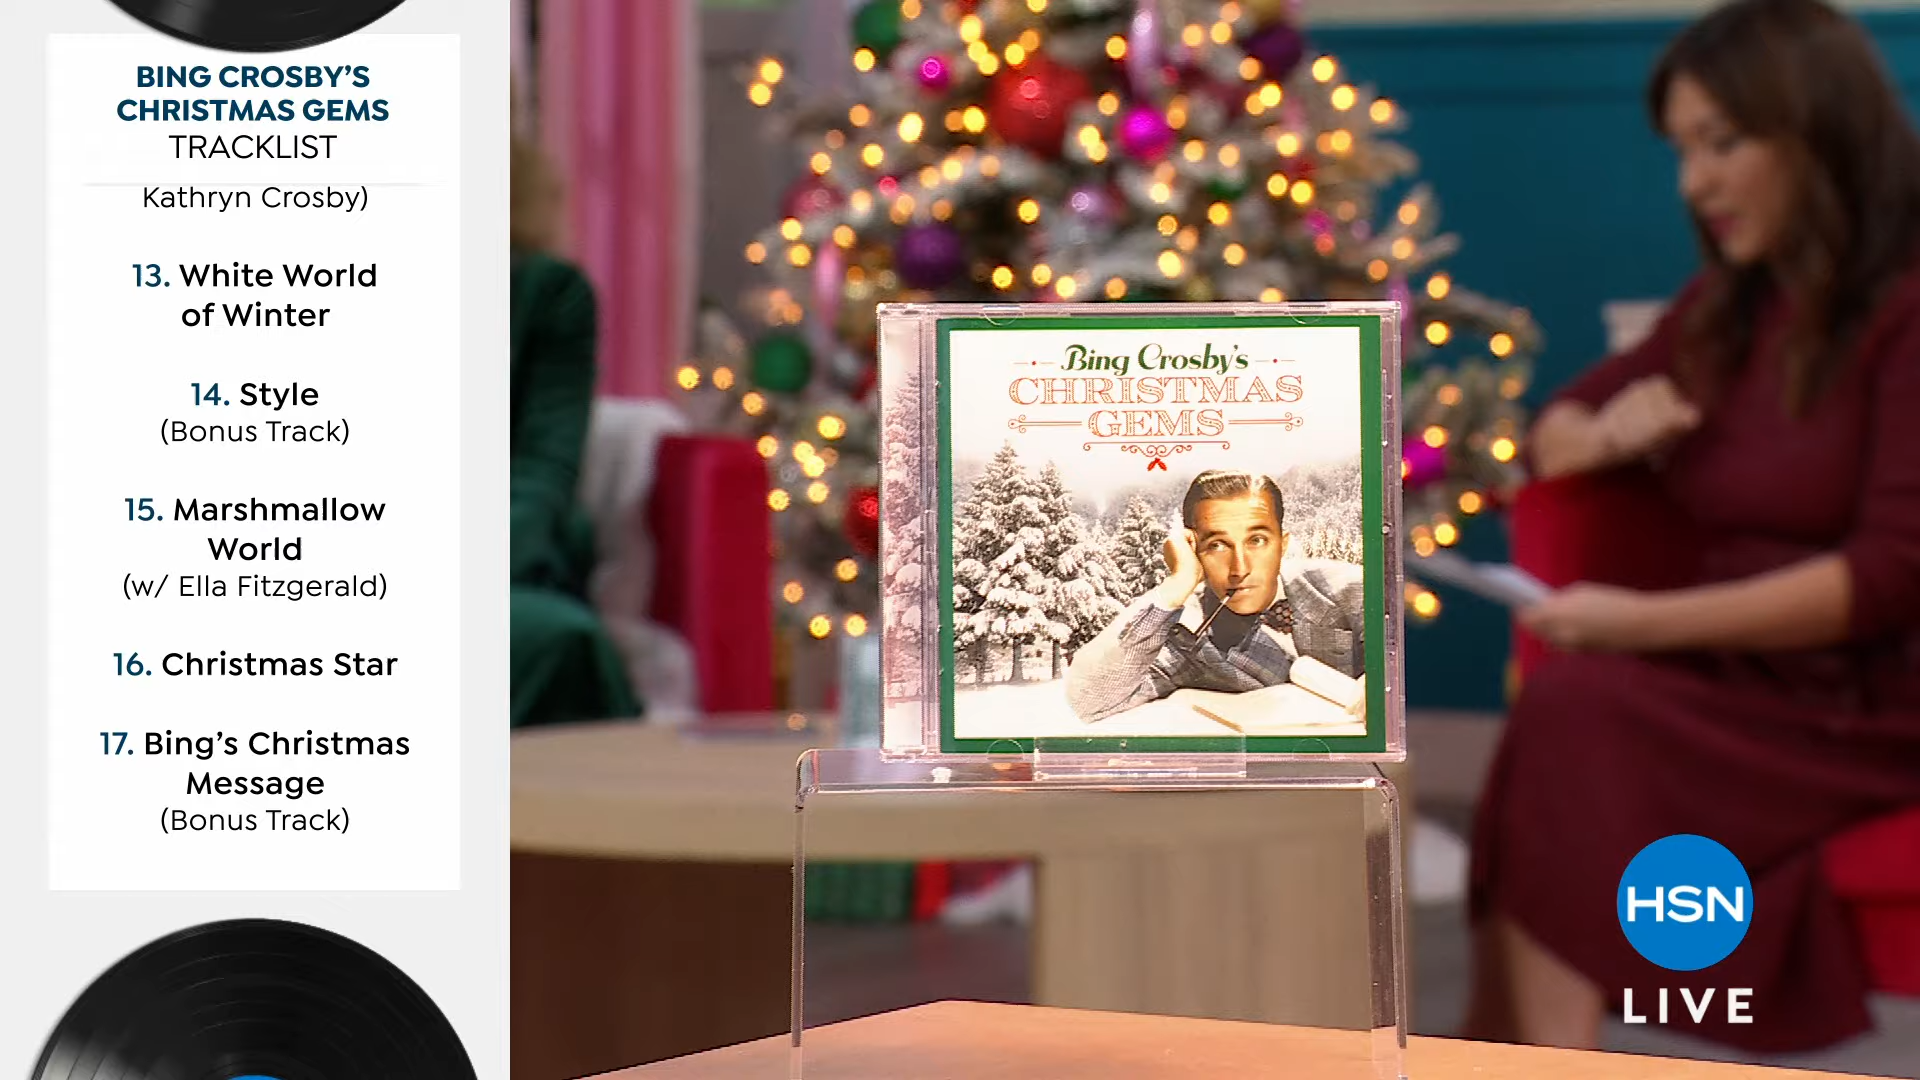 BING CROSBY'S
CHRISTMAS GEMS
TRACKLIST
Kathryn Crosby)
13. White World
of Winter
14. Style
(Bonus Track)
15. Marshmallow
World
(w/ Ella Fitzgerald)
16. Christmas Star
17. Bing's Christmas
Message
(Bonus Track)
Bing Crosby's
CHRISTMAS
GEMS
HSN
LIVE